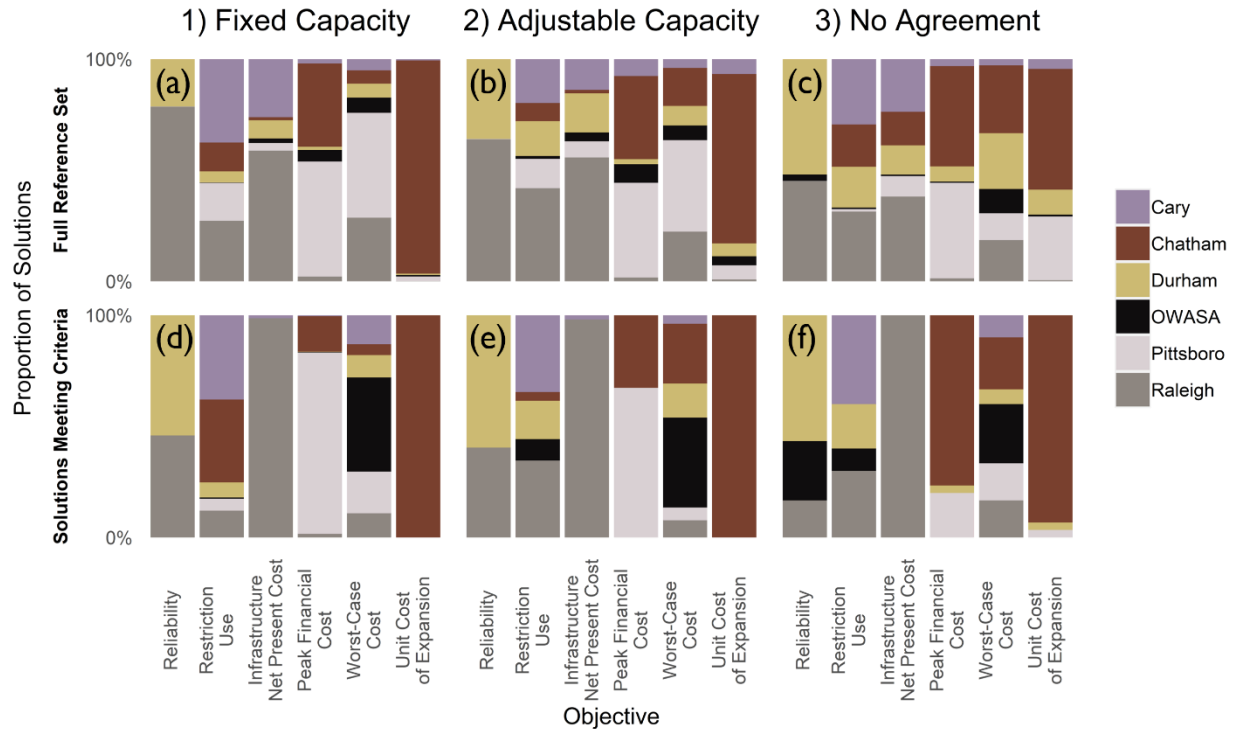 1) Fixed Capacity
2) Adjustable Capacity
3) No Agreement
Proportion of Solutions
Full Reference Set
100%
0%
(a)
(b)
(c)
Solutions Meeting Criteria
100%
0%
(d)
(e)
(f)
Cary
Chatham
Durham
OWASA
Pittsboro
Raleigh
Reliability
Restriction
Use
Infrastructure
Net Present Cost
Peak Financial
Cost
Worst-Case
Cost
Unit Cost
of Expansion
Reliability
Restriction
Use
Infrastructure
Net Present Cost
Peak Financial
Cost
Worst-Case
Cost
Unit Cost
of Expansion
Reliability
Restriction
Use
Infrastructure
Net Present Cost
Peak Financial
Cost
Worst-Case
Cost
Unit Cost
of Expansion
Objective